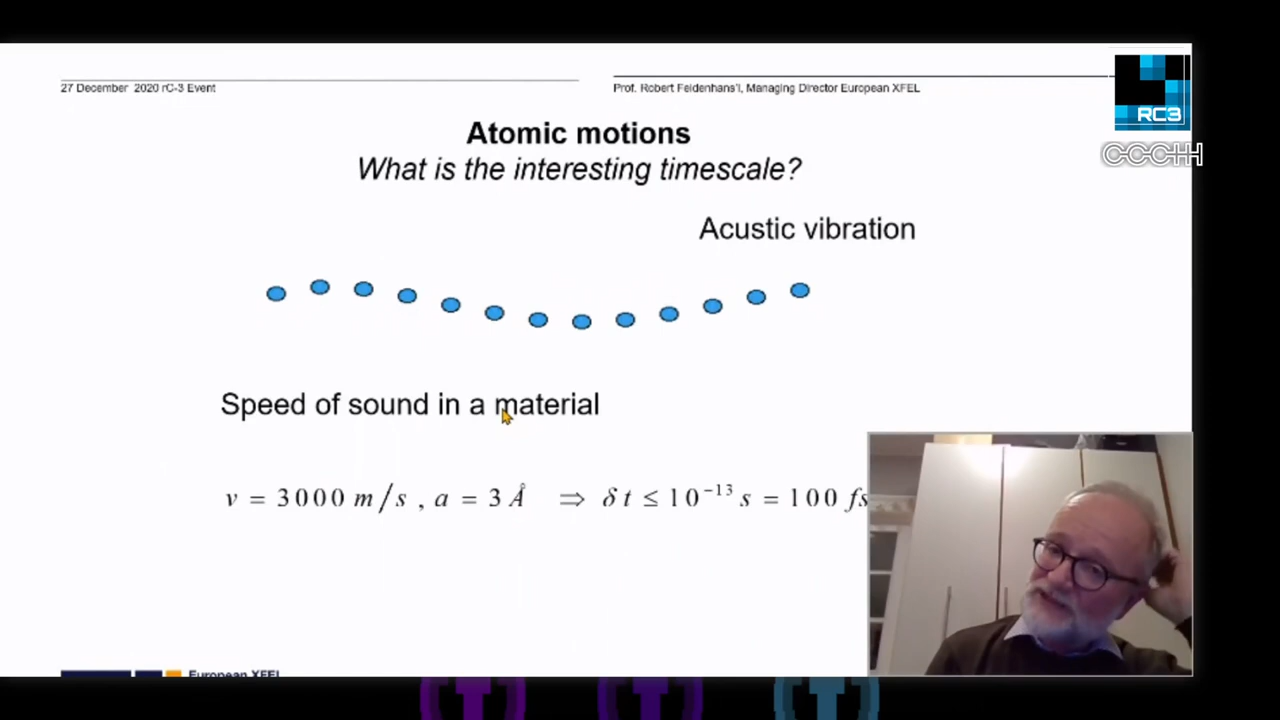 27 December 2020 rC-3 Event
Prof. Robert Feidenhans'l, Managing Director European XFEL
RC3
CCCHH
Atomic motions
What is the interesting timescale?
Acustic vibration
Speed of sound in a material
v = 3000 m/s , a = 3 Å ⇒ δt ≤ 10⁻¹³ s = 100 fs
European XFEL